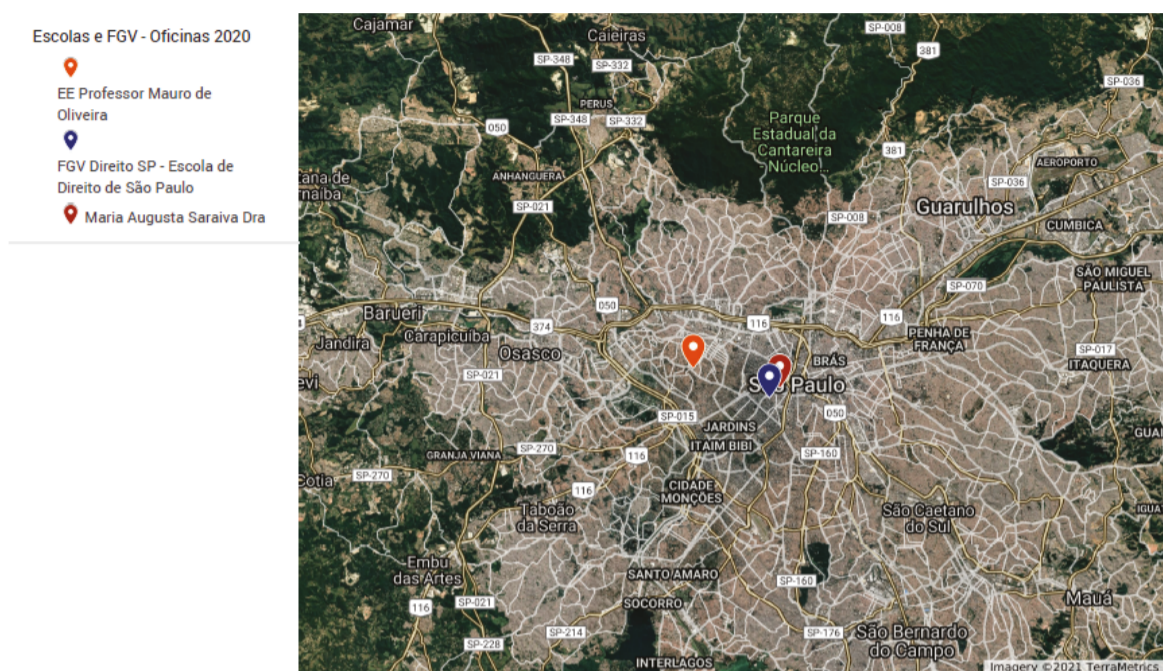 Escolas e FGV - Oficinas 2020
EE Professor Mauro de
Oliveira
FGV Direito SP - Escola de
Direito de São Paulo
Maria Augusta Saraiva Dra
Cajamar
Caieiras
SP-008
381
SP-348
SP-332
SP-036
PERUS
SP-348
SP-332
050
Parque
Estadual da
Cantareira
Núcleo...
381
AEROPORTO
ANHANGUERA
SP-036
SP-021
Guarulhos
SP-008
CUMBICA
SÃO MIGUEL
PAULISTA
SP-070
050
Barueri
374
116
116
Carapicuíba
Jandira
Osasco
PENHA DE
FRANÇA
SP-017
BRÁS
ITAQUERA
SP-021
São Paulo
SP-015
050
JARDINS
ITAIM BIBI
SP-270
GRANJA VIANA
116
SP-160
SP-270
Cotia
CIDADE
MONÇÕES
116
Taboão
da Serra
São Caetano
do Sul
Embu
das Artes
SANTO AMARO
SP-160
SP-021
SOCORRO
116
Mauá
SP-214
SP-176
São Bernardo
do Campo
SP-228
INTERLAGOS
Imagery ©2021 TerraMetrics